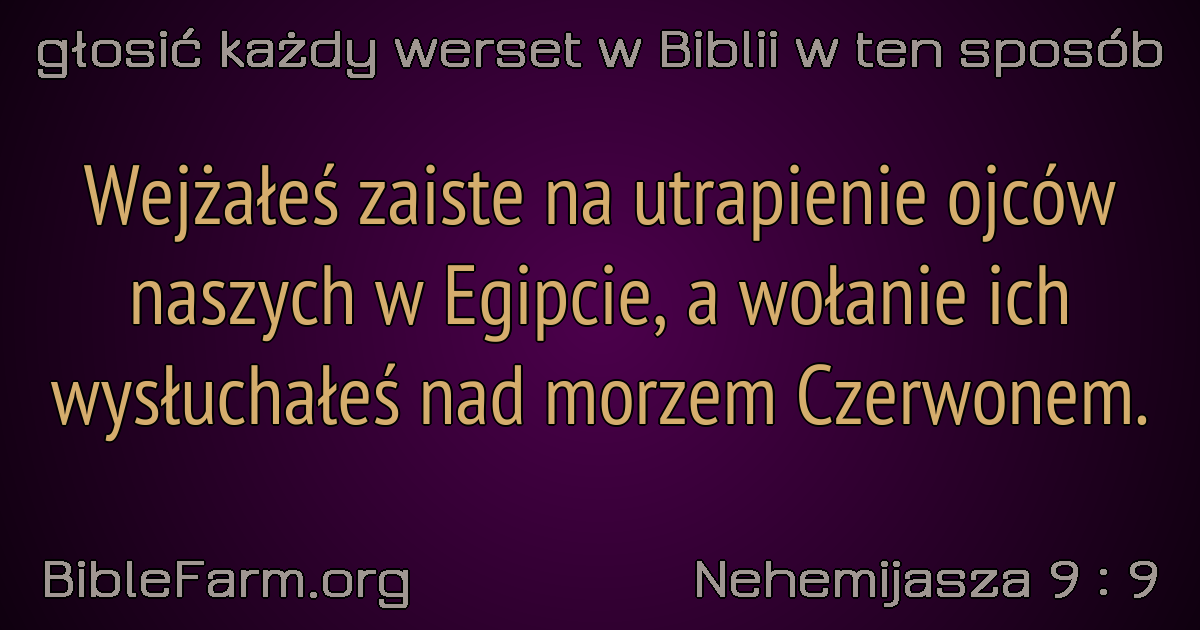 głosić każdy werset w Biblii w ten sposób
Wejżałeś zaiste na utrapienie ojców
naszych w Egipcie, a wołanie ich
wysłuchałeś nad morzem Czerwonem.
BibleFarm.org
Nehemijasza 9 : 9